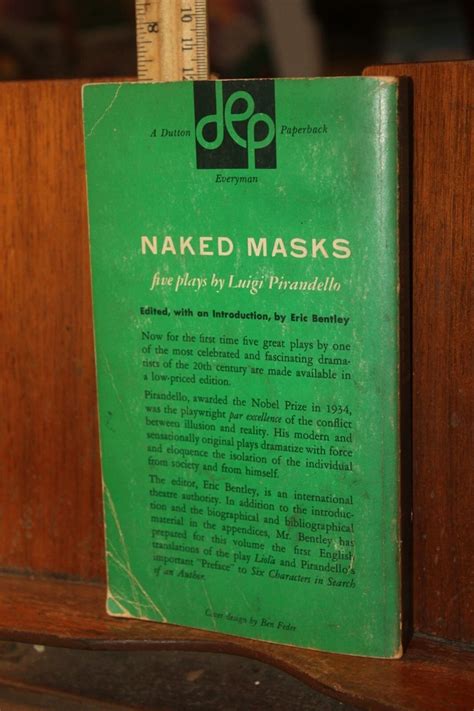 8
10 11 12
A Dutton dep Paperback
Everyman
NAKED MASKS
five plays by Luigi Pirandello
Edited, with an Introduction, by Eric Bentley
Now for the first time five great plays by one
of the most celebrated and fascinating drama-
tists of the 20th century are made available in
a low-priced edition.
Pirandello, awarded the Nobel Prize in 1934,
was the playwright par excellence of the conflict
between illusion and reality. His modern and
sensationally original plays dramatize with force
and eloquence the isolation of the individual
from society and from himself.
The editor, Eric Bentley, is an international
theatre authority. In addition to the introduc-
tion and the biographical and bibliographical
material in the appendices, Mr. Bentley has
prepared for this volume the first English
translations of the play Liola and Pirandello's
important "Preface" to Six Characters in Search
of an Author.
Cover design by Ben Feder